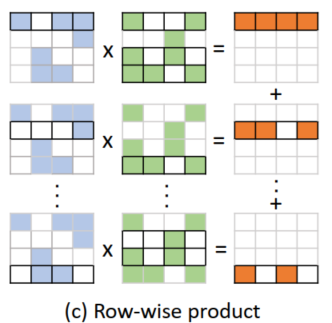 x =
+
x =
⋮ ⋮ ⋮
+
x =
(c) Row-wise product